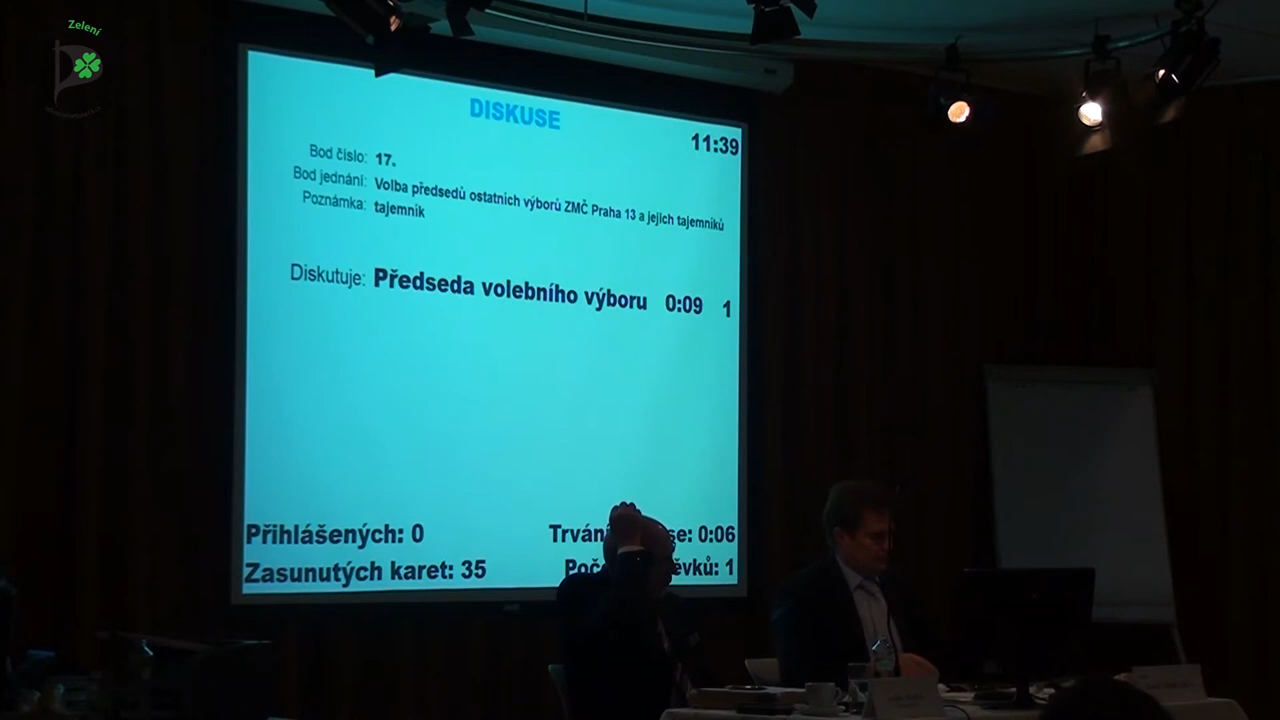 Zelení
DISKUSE
11:39
Bod číslo: 17.
Bod jednání: Volba předsedů ostatních výborů ZMČ Praha 13 a jejich tajemníků
Poznámka: tajemník
Diskutuje: Předseda volebního výboru 0:09 1
Přihlášených: 0
Zasunutých karet: 35
se: 0:06
1